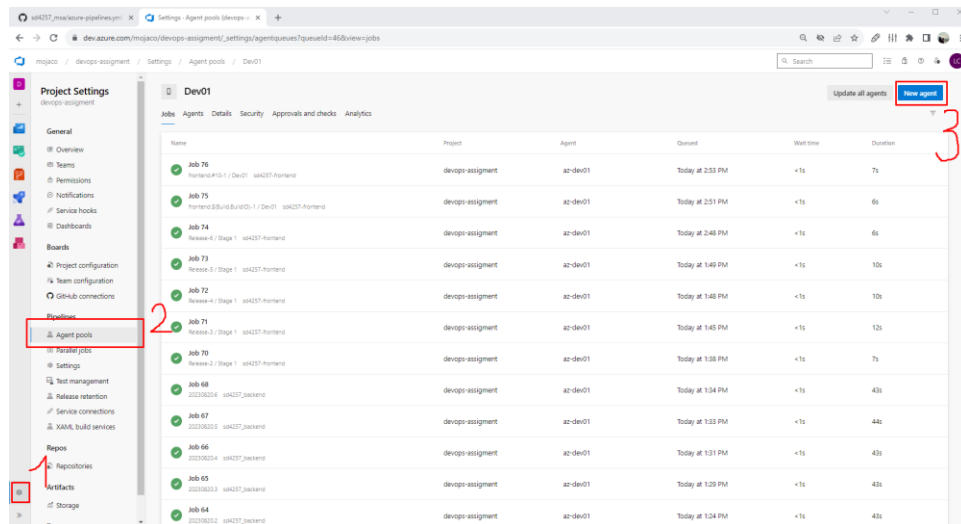 sd4257_msa/azure-pipelines.yml
Settings - Agent pools (devops-a
dev.azure.com/mojaco/devops-assigment/_settings/agentqueues?queueId=46&view=jobs
mojaco / devops-assigment / Settings / Agent pools / Dev01
Search
LC
D
Project Settings
devops-assigment
Dev01
Update all agents
New agent
Jobs Agents Details Security Approvals and checks Analytics
3
General
Overview
Teams
Permissions
Notifications
Service hooks
Dashboards
Boards
Project configuration
Team configuration
GitHub connections
Pipelines
2
Agent pools
Parallel jobs
Settings
Test management
Release retention
Service connections
XAML build services
Repos
1
Repositories
Artifacts
Storage
Name Project Agent Queued Wait time Duration
Job 76 devops-assigment az-dev01 Today at 2:53 PM <1s 7s
frontend.#10-1 / Dev01 sd4257-frontend
Job 75 devops-assigment az-dev01 Today at 2:51 PM <1s 6s
frontend.$(Build.BuildID)-1 / Dev01 sd4257-frontend
Job 74 devops-assigment az-dev01 Today at 2:48 PM <1s 6s
Release-6 / Stage 1 sd4257-frontend
Job 73 devops-assigment az-dev01 Today at 1:49 PM <1s 10s
Release-5 / Stage 1 sd4257-frontend
Job 72 devops-assigment az-dev01 Today at 1:48 PM <1s 10s
Release-4 / Stage 1 sd4257-frontend
Job 71 devops-assigment az-dev01 Today at 1:45 PM <1s 12s
Release-3 / Stage 1 sd4257-frontend
Job 70 devops-assigment az-dev01 Today at 1:38 PM <1s 7s
Release-2 / Stage 1 sd4257-frontend
Job 68 devops-assigment az-dev01 Today at 1:34 PM <1s 43s
20230820.6 sd4257_backend
Job 67 devops-assigment az-dev01 Today at 1:33 PM <1s 44s
20230820.5 sd4257_backend
Job 66 devops-assigment az-dev01 Today at 1:31 PM <1s 43s
20230820.4 sd4257_backend
Job 65 devops-assigment az-dev01 Today at 1:29 PM <1s 43s
20230820.3 sd4257_backend
Job 64 devops-assigment az-dev01 Today at 1:24 PM <1s 43s
20230820.2 sd4257_backend